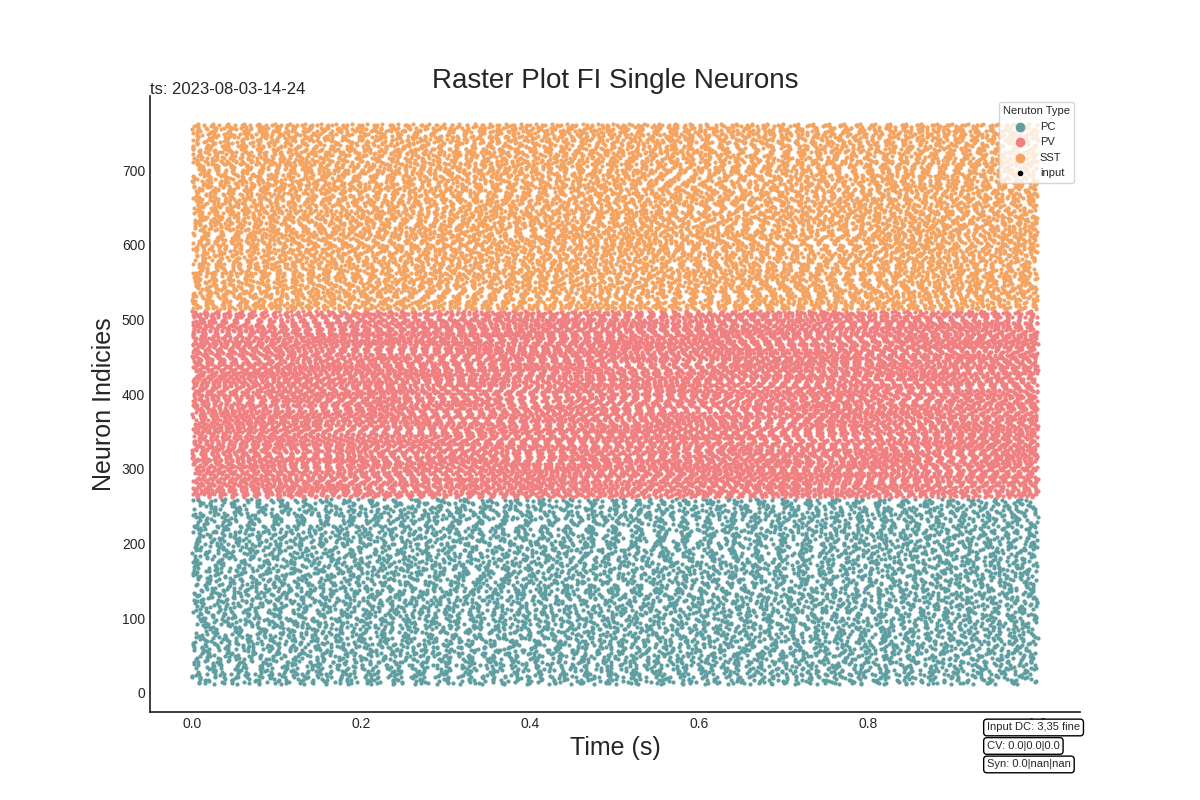 Raster Plot FI Single Neurons
ts: 2023-08-03-14-24
Neruton Type
PC
PV
SST
input
Neuron Indicies
700
600
500
400
300
200
100
0
0.0 0.2 0.4 0.6 0.8
Time (s)
Input DC: 3,35 fine
CV: 0.0|0.0|0.0
Syn: 0.0|nan|nan